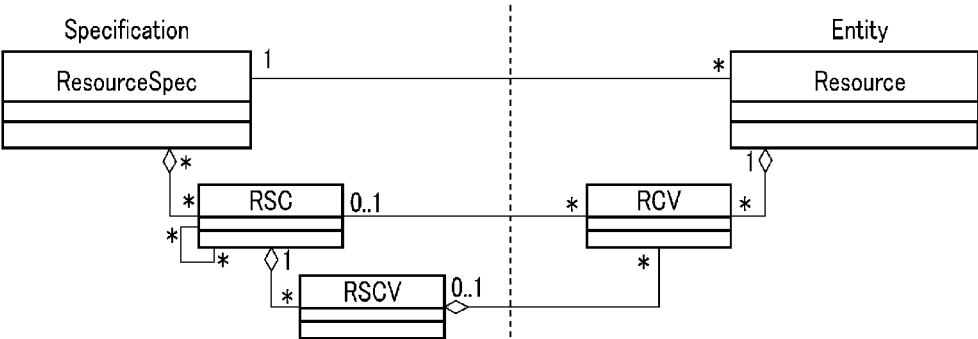 Specification
Entity
ResourceSpec
1
*
Resource
*
1
*
RSC
0..1
*
RCV
*
*
*
1
*
*
RSCV
0..1